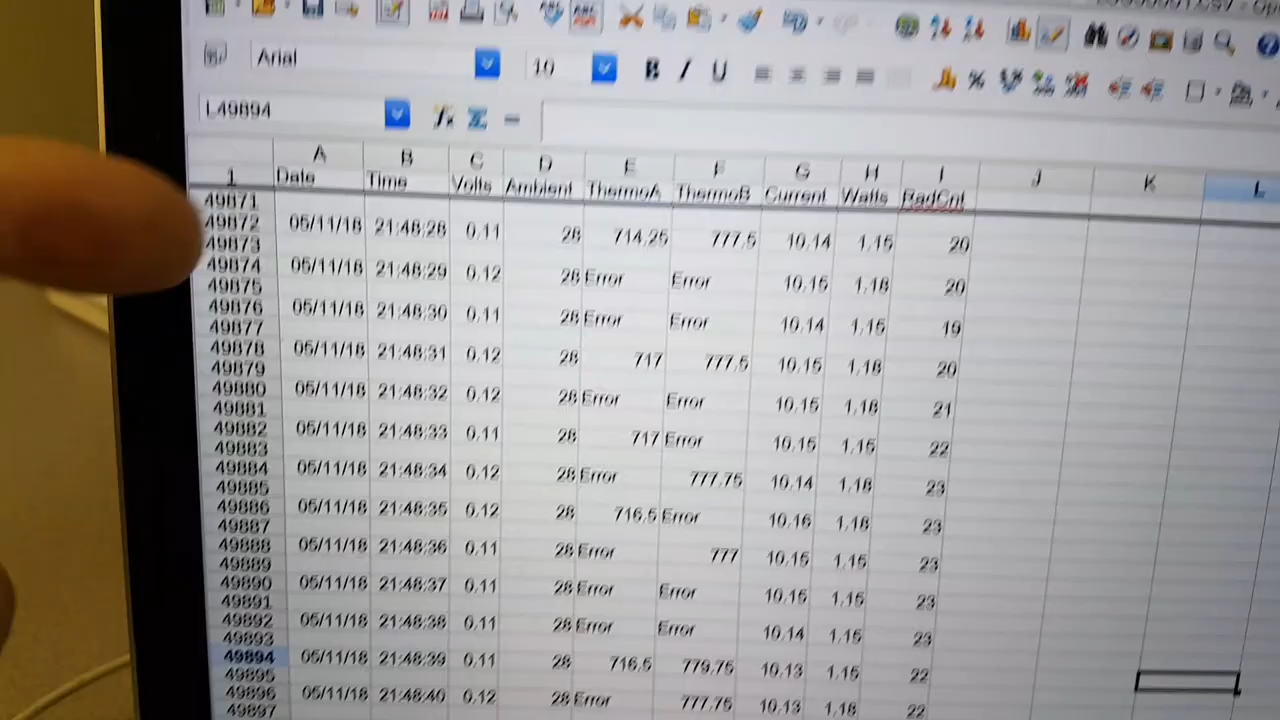 Arial 10
L49894
A B C D E F G H I J K L
1 Date Time Volts Ambient ThermoA ThermoB Current Watts RadCnt
49871
49872 05/11/18 21:48:28 0.11 28 714.25 777.5 10.14 1.15 20
49873
49874 05/11/18 21:48:29 0.12 28 Error Error 10.15 1.18 20
49875
49876 05/11/18 21:48:30 0.11 28 Error Error 10.14 1.15 19
49877
49878 05/11/18 21:48:31 0.12 28 717 777.5 10.15 1.18 20
49879
49880 05/11/18 21:48:32 0.12 28 Error Error 10.15 1.18 21
49881
49882 05/11/18 21:48:33 0.11 28 717 Error 10.15 1.15 22
49883
49884 05/11/18 21:48:34 0.12 28 Error 777.75 10.14 1.18 23
49885
49886 05/11/18 21:48:35 0.12 28 716.5 Error 10.16 1.18 23
49887
49888 05/11/18 21:48:36 0.11 28 Error 777 10.15 1.15 23
49889
49890 05/11/18 21:48:37 0.11 28 Error Error 10.15 1.15 23
49891
49892 05/11/18 21:48:38 0.11 28 Error Error 10.14 1.15 23
49893
49894 05/11/18 21:48:39 0.11 28 716.5 779.75 10.13 1.15 22
49895
49896 05/11/18 21:48:40 0.12 28 Error 777.75 10.13 1.18 22
49897